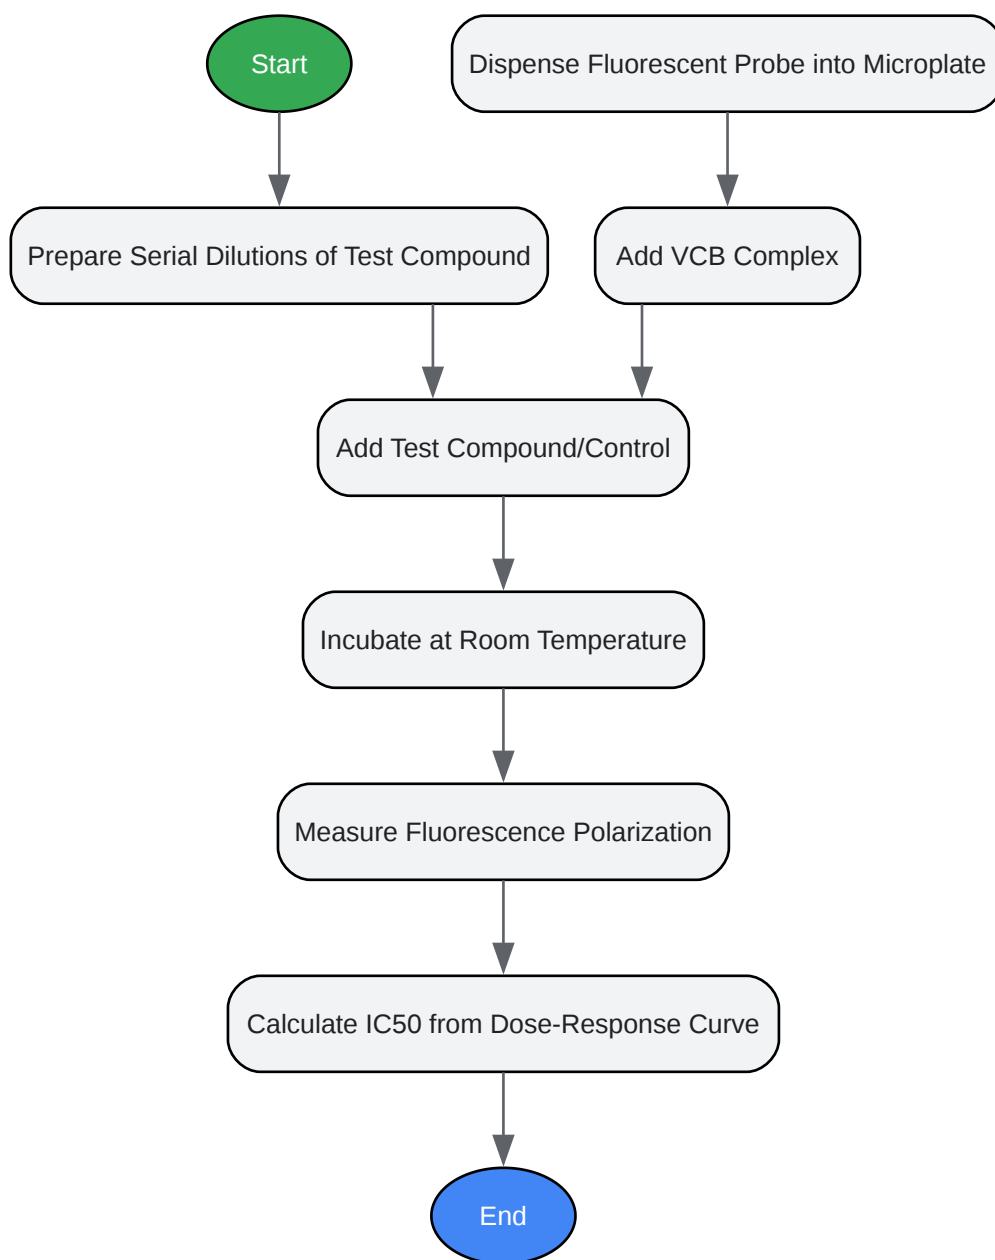 Start
Dispense Fluorescent Probe into Microplate
Prepare Serial Dilutions of Test Compound
Add VCB Complex
Add Test Compound/Control
Incubate at Room Temperature
Measure Fluorescence Polarization
Calculate IC50 from Dose-Response Curve
End